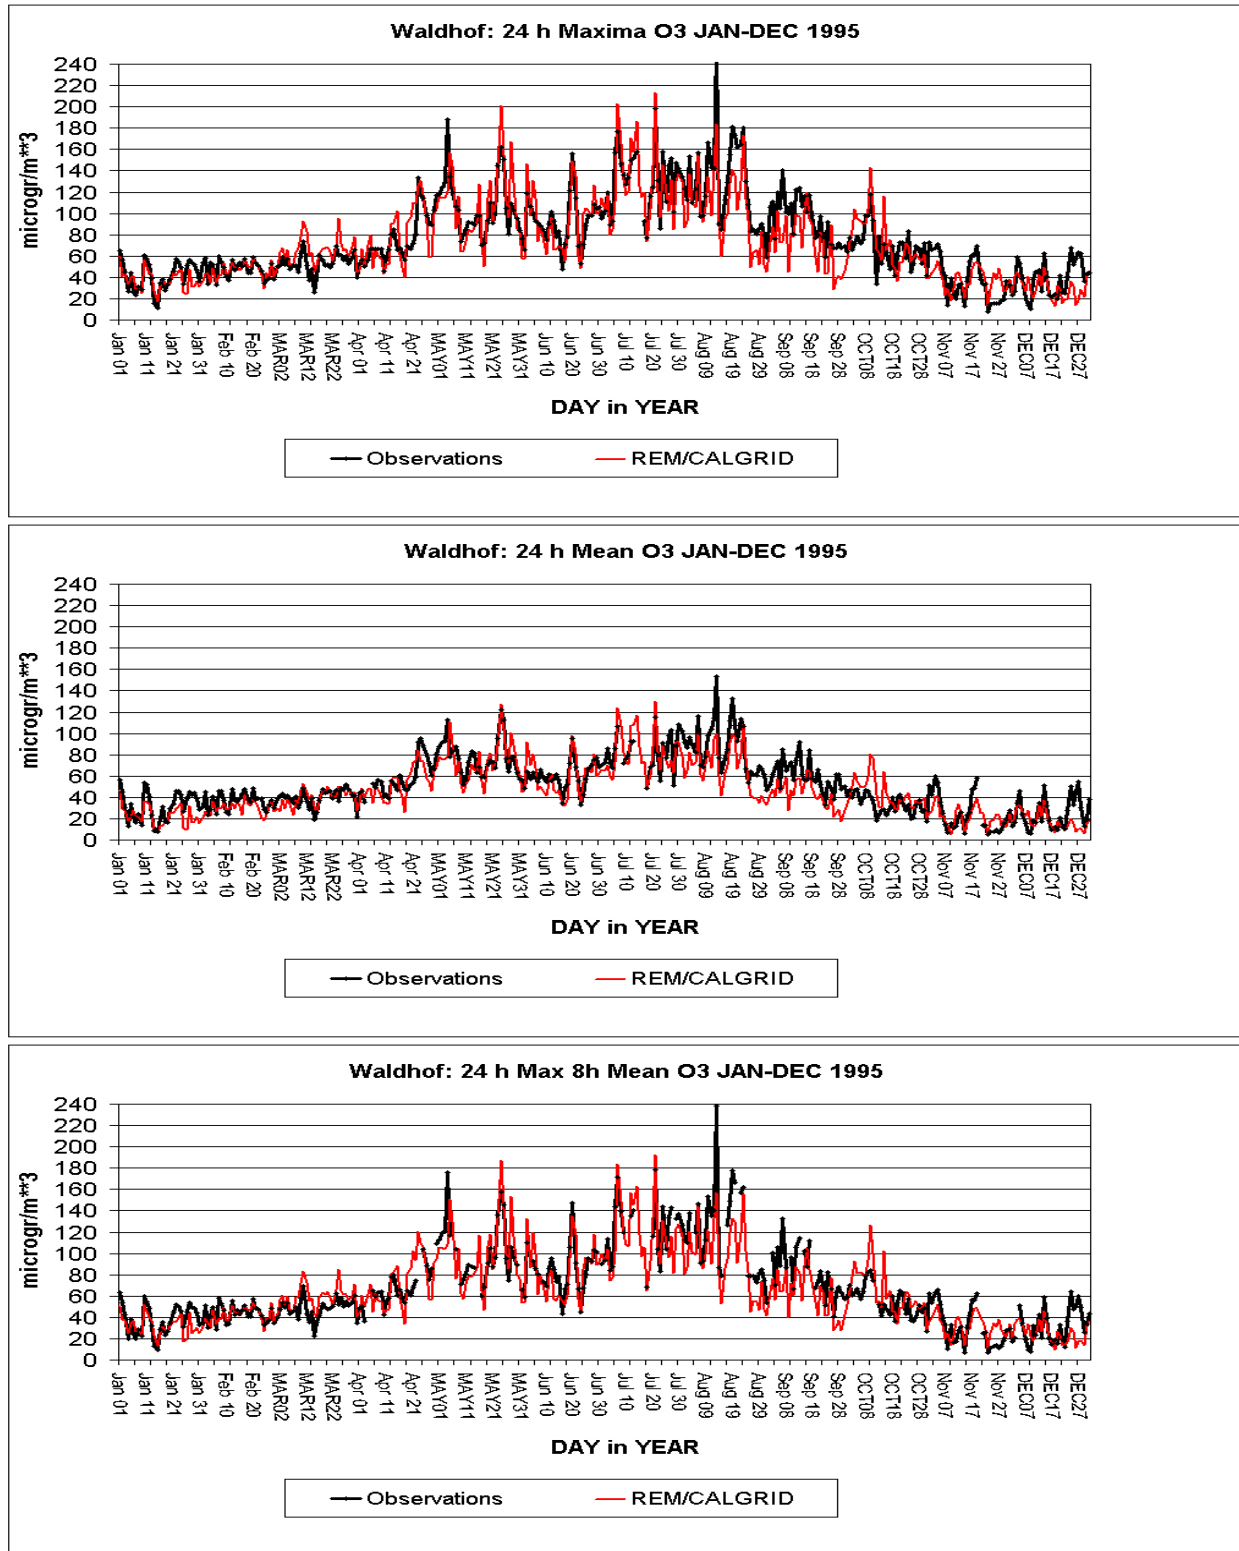 Waldhof: 24 h Maxima O3 JAN-DEC 1995
microgr/m**3
240
220
200
180
160
140
120
100
80
60
40
20
0
Jan 01
Jan 11
Jan 21
Jan 31
Feb 10
Feb 20
MAR02
MAR12
MAR22
Apr 01
Apr 11
Apr 21
MAY01
MAY11
MAY21
MAY31
Jun 10
Jun 20
Jun 30
Jul 10
Jul 20
Jul 30
Aug 09
Aug 19
Aug 29
Sep 08
Sep 18
Sep 28
OCT08
OCT18
OCT28
Nov 07
Nov 17
Nov 27
DEC07
DEC17
DEC27
DAY in YEAR
Observations REM/CALGRID
Waldhof: 24 h Mean O3 JAN-DEC 1995
microgr/m**3
240
220
200
180
160
140
120
100
80
60
40
20
0
Jan 01
Jan 11
Jan 21
Jan 31
Feb 10
Feb 20
MAR02
MAR12
MAR22
Apr 01
Apr 11
Apr 21
MAY01
MAY11
MAY21
MAY31
Jun 10
Jun 20
Jun 30
Jul 10
Jul 20
Jul 30
Aug 09
Aug 19
Aug 29
Sep 08
Sep 18
Sep 28
OCT08
OCT18
OCT28
Nov 07
Nov 17
Nov 27
DEC07
DEC17
DEC27
DAY in YEAR
Observations REM/CALGRID
Waldhof: 24 h Max 8h Mean O3 JAN-DEC 1995
microgr/m**3
240
220
200
180
160
140
120
100
80
60
40
20
0
Jan 01
Jan 11
Jan 21
Jan 31
Feb 10
Feb 20
MAR02
MAR12
MAR22
Apr 01
Apr 11
Apr 21
MAY01
MAY11
MAY21
MAY31
Jun 10
Jun 20
Jun 30
Jul 10
Jul 20
Jul 30
Aug 09
Aug 19
Aug 29
Sep 08
Sep 18
Sep 28
OCT08
OCT18
OCT28
Nov 07
Nov 17
Nov 27
DEC07
DEC17
DEC27
DAY in YEAR
Observations REM/CALGRID